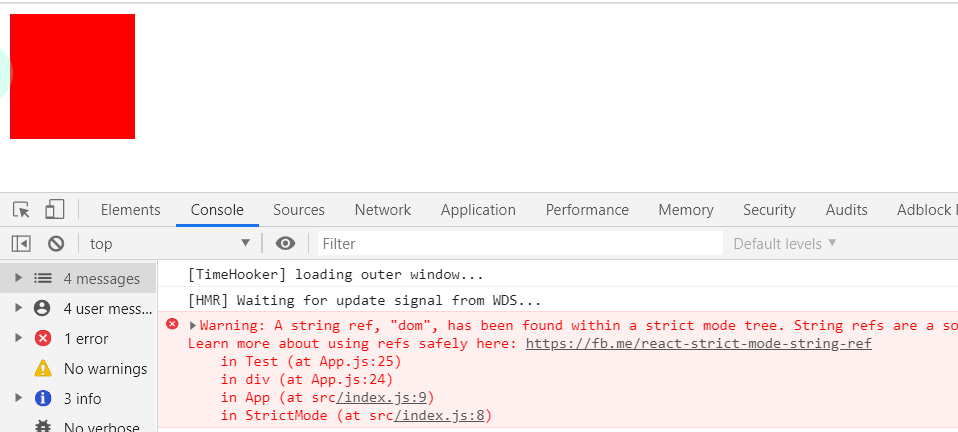 Elements Console Sources Network Application Performance Memory Security Audits Adblock
top Filter Default levels
4 messages
4 user mess...
1 error
No warnings
3 info
No verbose
[TimeHooker] loading outer window...
[HMR] Waiting for update signal from WDS...
Warning: A string ref, "dom", has been found within a strict mode tree. String refs are a so
Learn more about using refs safely here: https://fb.me/react-strict-mode-string-ref
in Test (at App.js:25)
in div (at App.js:24)
in App (at src/index.js:9)
in StrictMode (at src/index.js:8)